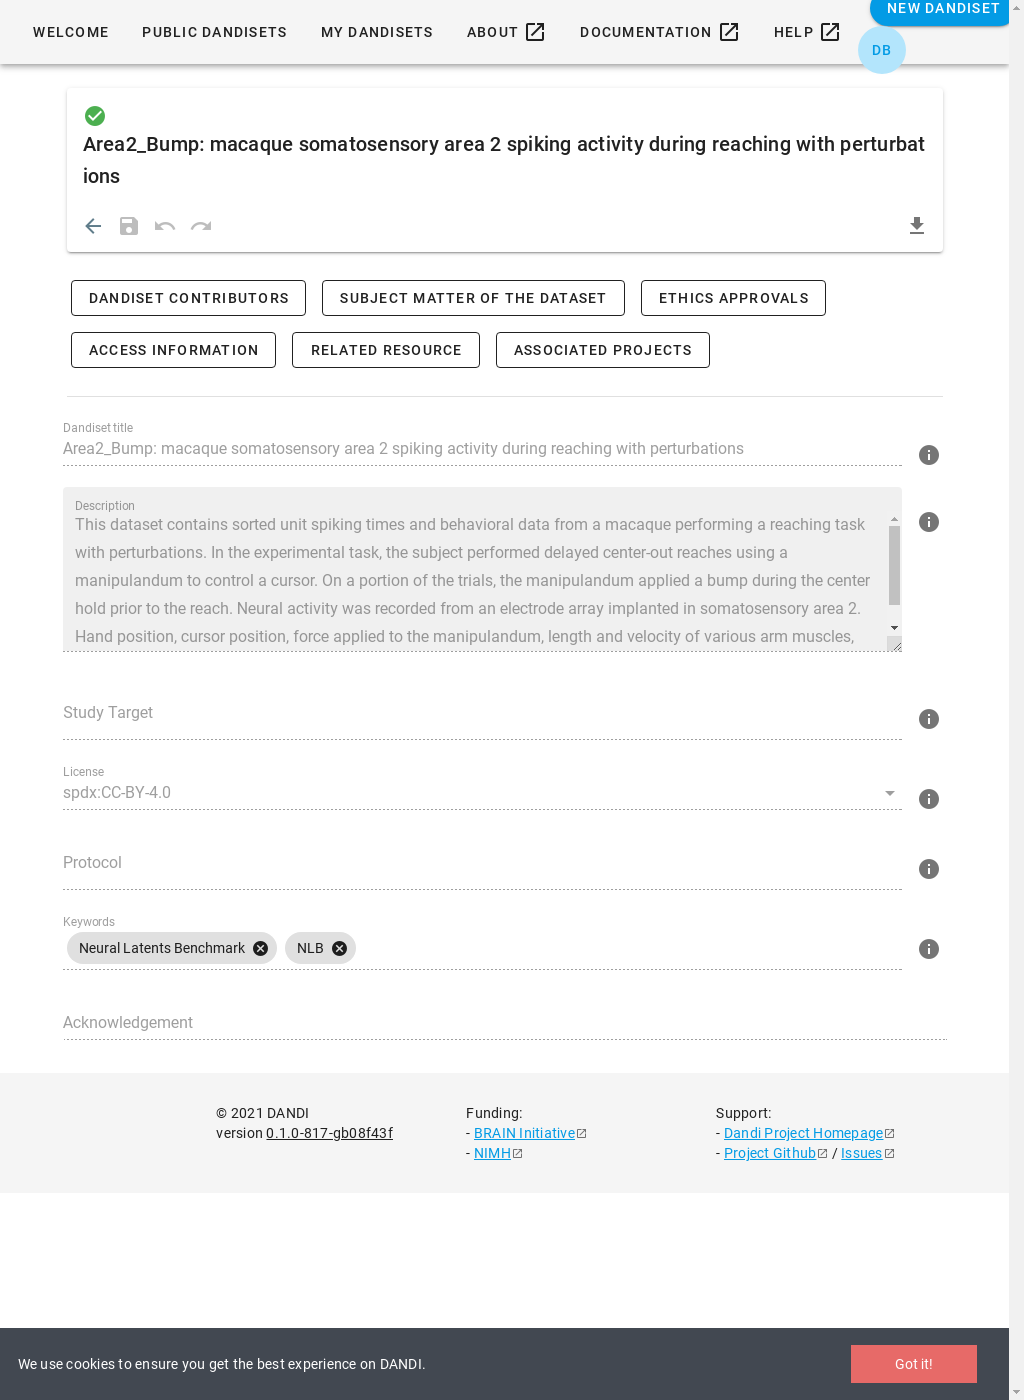 WELCOME PUBLIC DANDISETS MY DANDISETS ABOUT DOCUMENTATION HELP NEW DANDISET
DB
Area2_Bump: macaque somatosensory area 2 spiking activity during reaching with perturbat
ions
DANDISET CONTRIBUTORS SUBJECT MATTER OF THE DATASET ETHICS APPROVALS
ACCESS INFORMATION RELATED RESOURCE ASSOCIATED PROJECTS
Dandiset title
Area2_Bump: macaque somatosensory area 2 spiking activity during reaching with perturbations
Description
This dataset contains sorted unit spiking times and behavioral data from a macaque performing a reaching task
with perturbations. In the experimental task, the subject performed delayed center-out reaches using a
manipulandum to control a cursor. On a portion of the trials, the manipulandum applied a bump during the center
hold prior to the reach. Neural activity was recorded from an electrode array implanted in somatosensory area 2.
Hand position, cursor position, force applied to the manipulandum, length and velocity of various arm muscles,
Study Target
License
spdx:CC-BY-4.0
Protocol
Keywords
Neural Latents Benchmark NLB
Acknowledgement
© 2021 DANDI
version 0.1.0-817-gb08f43f
Funding:
- BRAIN Initiative
- NIMH
Support:
- Dandi Project Homepage
- Project Github / Issues
We use cookies to ensure you get the best experience on DANDI.
Got it!